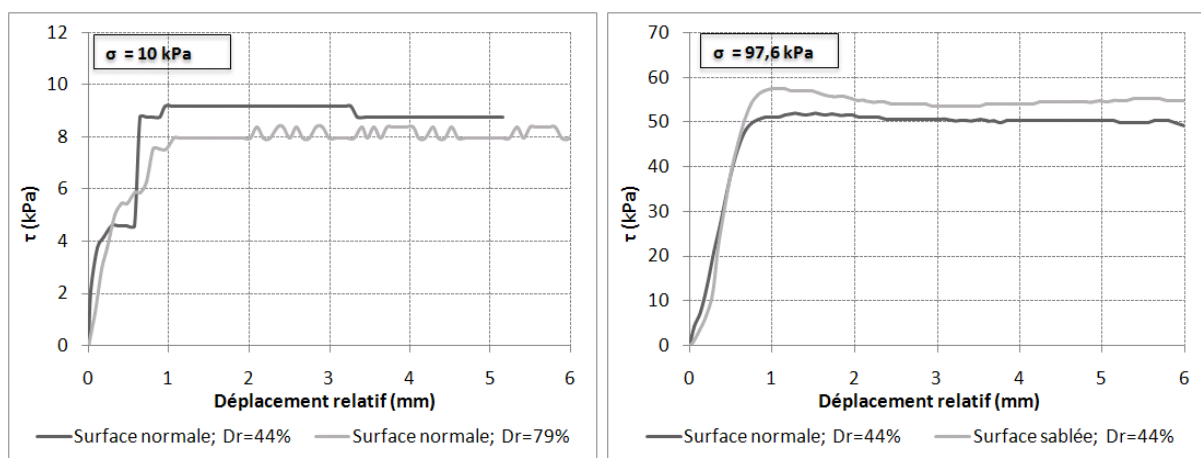 σ = 10 kPa
12
10
8
6
4
2
0
τ (kPa)
0 1 2 3 4 5 6
Déplacement relatif (mm)
Surface normale; Dr=44% Surface normale; Dr=79%
σ = 97,6 kPa
70
60
50
40
30
20
10
0
τ (kPa)
0 1 2 3 4 5 6
Déplacement relatif (mm)
Surface normale; Dr=44% Surface sablée; Dr=44%